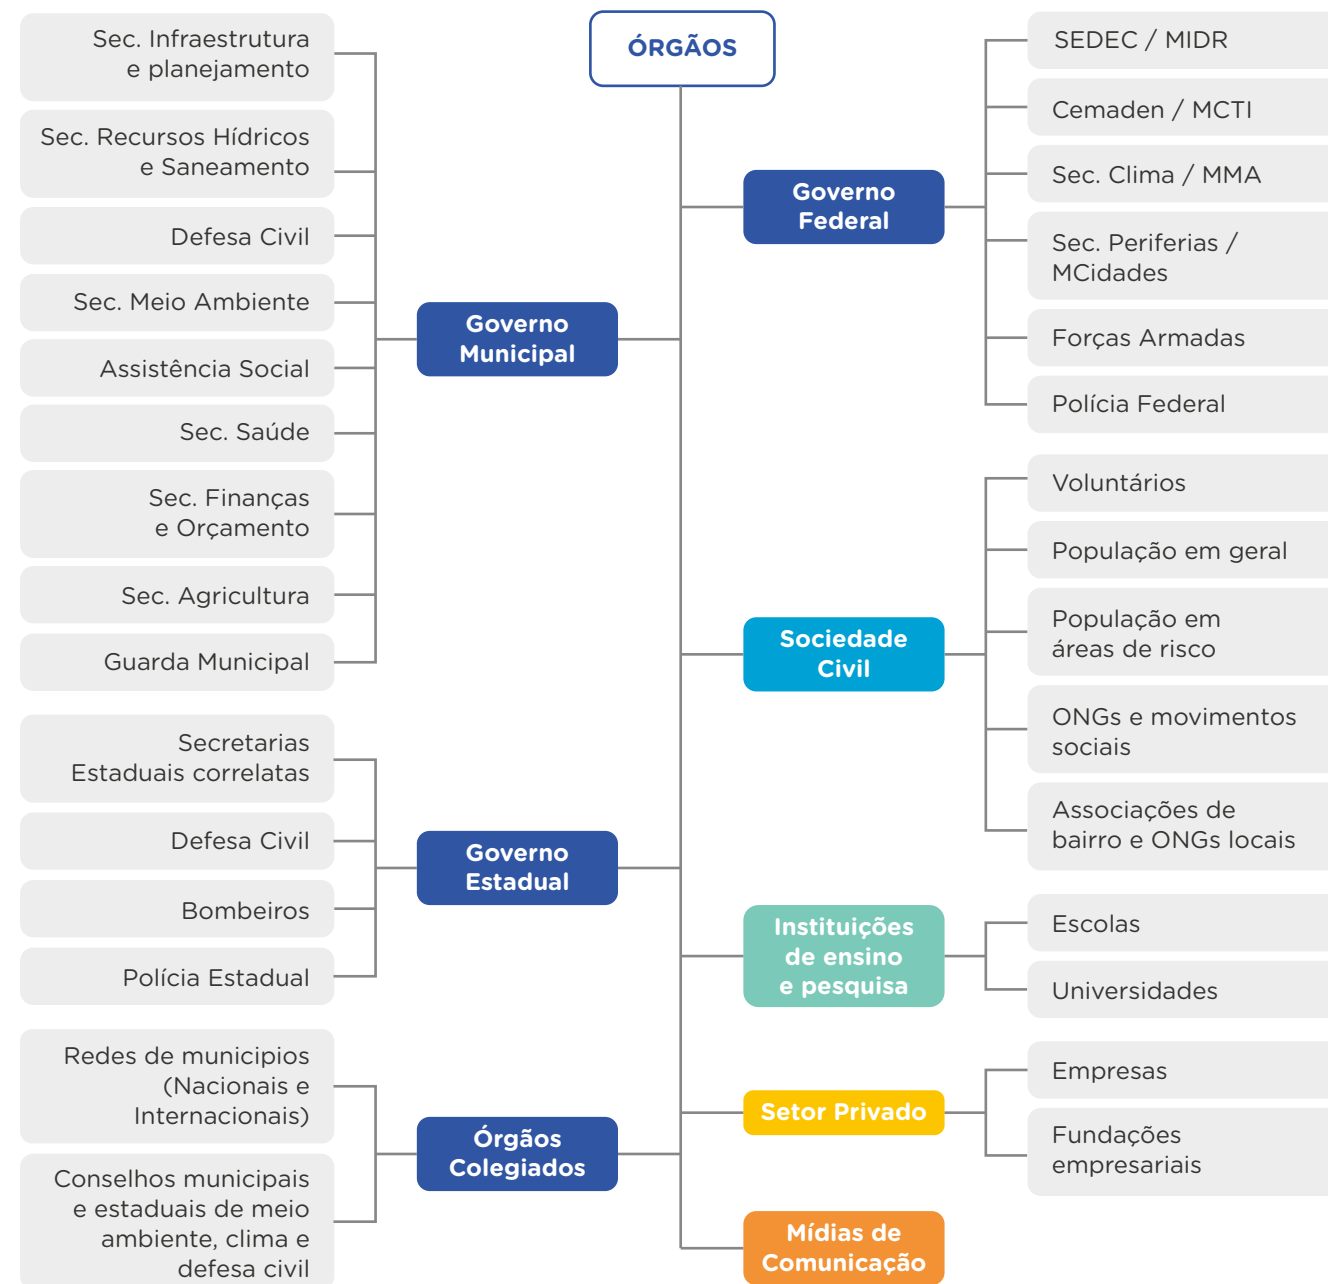 ÓRGÃOS
Sec. Infraestrutura
e planejamento
Sec. Recursos Hídricos
e Saneamento
Defesa Civil
Sec. Meio Ambiente
Assistência Social
Sec. Saúde
Sec. Finanças
e Orçamento
Sec. Agricultura
Guarda Municipal
Governo
Municipal
Secretarias
Estaduais correlatas
Defesa Civil
Bombeiros
Polícia Estadual
Governo
Estadual
Redes de municipios
(Nacionais e
Internacionais)
Conselhos municipais
e estaduais de meio
ambiente, clima e
defesa civil
Órgãos
Colegiados
Governo
Federal
SEDEC / MIDR
Cemaden / MCTI
Sec. Clima / MMA
Sec. Periferias /
MCidades
Forças Armadas
Polícia Federal
Sociedade
Civil
Voluntários
População em geral
População em
áreas de risco
ONGs e movimentos
sociais
Associações de
bairro e ONGs locais
Instituições
de ensino
e pesquisa
Escolas
Universidades
Setor Privado
Empresas
Fundações
empresariais
Mídias de
Comunicação